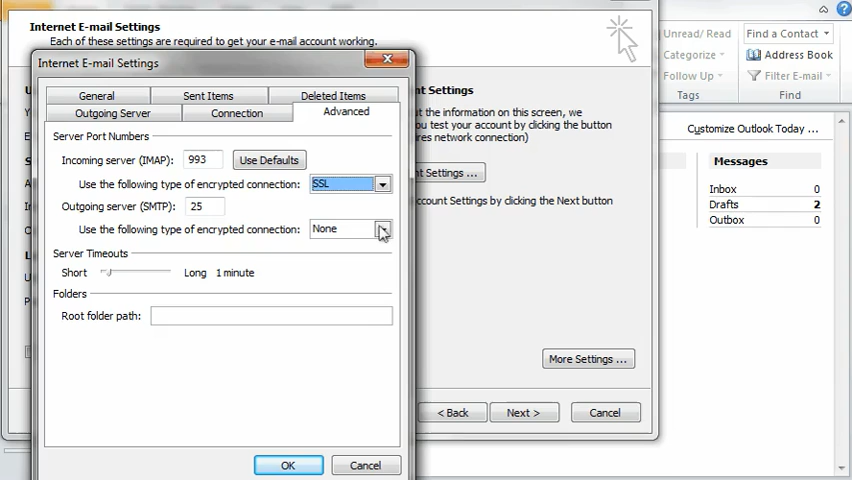 Internet E-mail Settings
Each of these settings are required to get your e-mail account working.
Unread/ Read
Find a Contact
Categorize
Address Book
Follow Up
Filter E-mail
Tags
Find
Internet E-mail Settings
General
Sent Items
Deleted Items
Outgoing Server
Connection
Advanced
Server Port Numbers
Incoming server (IMAP): 993 Use Defaults
Use the following type of encrypted connection: SSL
Outgoing server (SMTP): 25
Use the following type of encrypted connection: None
Server Timeouts
Short Long 1 minute
Folders
Root folder path:
OK
Cancel
Settings
the information on this screen, we
you test your account by clicking the button
network connection)
Settings ...
Account Settings by clicking the Next button
More Settings ...
< Back
Next >
Cancel
Customize Outlook Today ...
Messages
Inbox 0
Drafts 2
Outbox 0